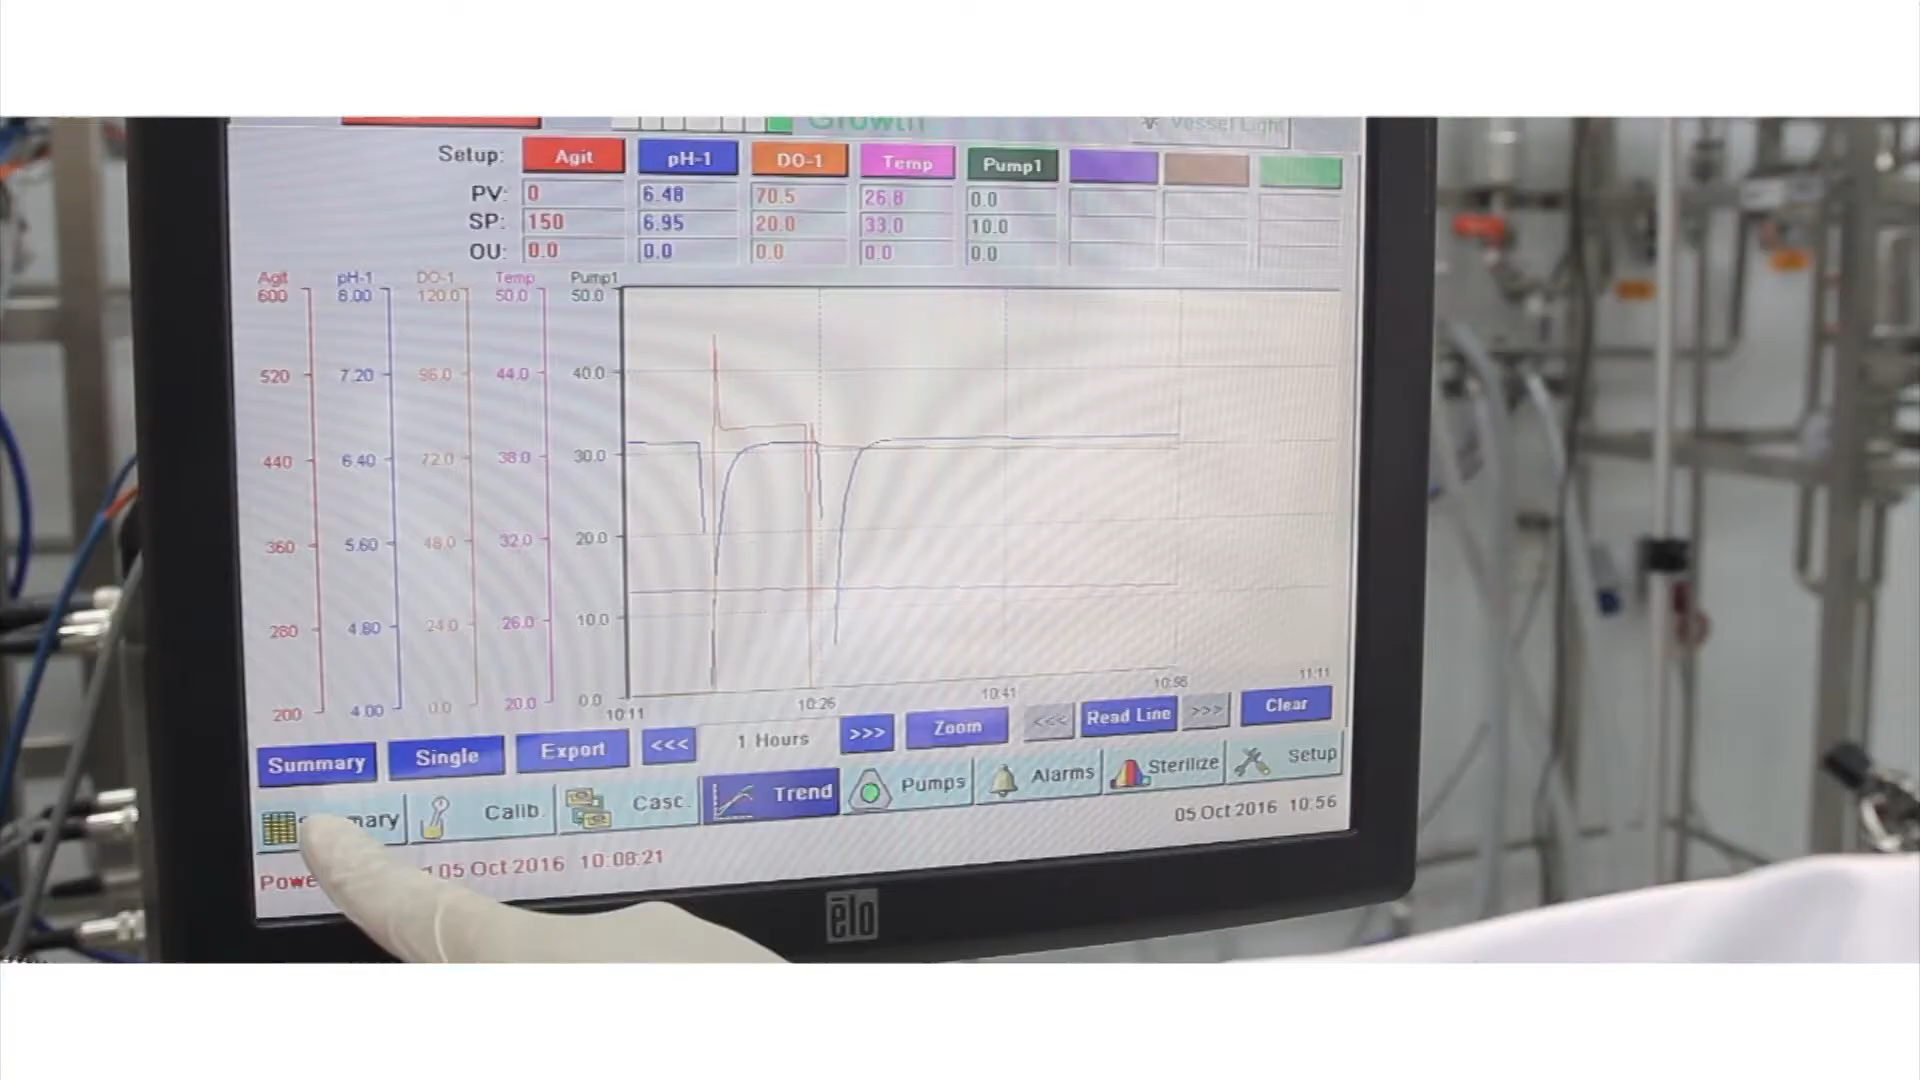 Growth Vessel Light
Setup: Agit pH-1 DO-1 Temp Pump1
PV: 0 6.48 70.5 26.8 0.0
SP: 150 6.95 20.0 33.0 10.0
OU: 0.0 0.0 0.0 0.0 0.0
Agit pH-1 DO-1 Temp Pump1
600 8.00 120.0 50.0 50.0
520 7.20 96.0 44.0 40.0
440 6.40 72.0 38.0 30.0
360 5.60 48.0 32.0 20.0
280 4.80 24.0 26.0 10.0
200 4.00 0.0 20.0 0.0
10:11 10:26 10:41 10:56 11:11
Summary Single Export <<< 1 Hours >>> Zoom <<< Read Line >>> Clear
Calib. Casc. Trend Pumps Alarms Sterilize Setup
05 Oct 2016 10:56
05 Oct 2016 10:08:21
elo